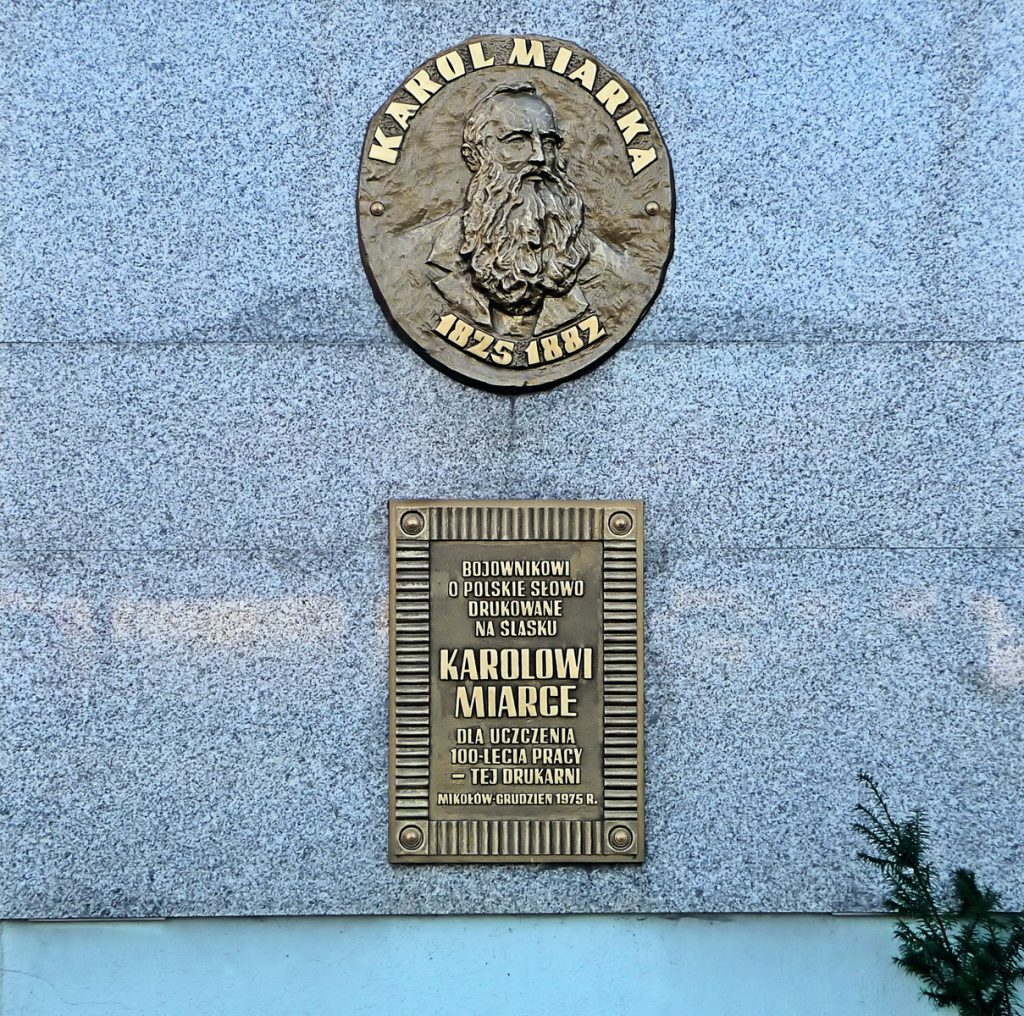 KAROL MIARKA
1825 1882
BOJOWNIKOWI
O POLSKIE SŁOWO
DRUKOWANE
NA ŚLASKU
KAROLOWI
MIARCE
DLA UCZCZENIA
100-LECIA PRACY
– TEJ DRUKARNI
MIKOŁÓW-GRUDZIEŃ 1975 R.